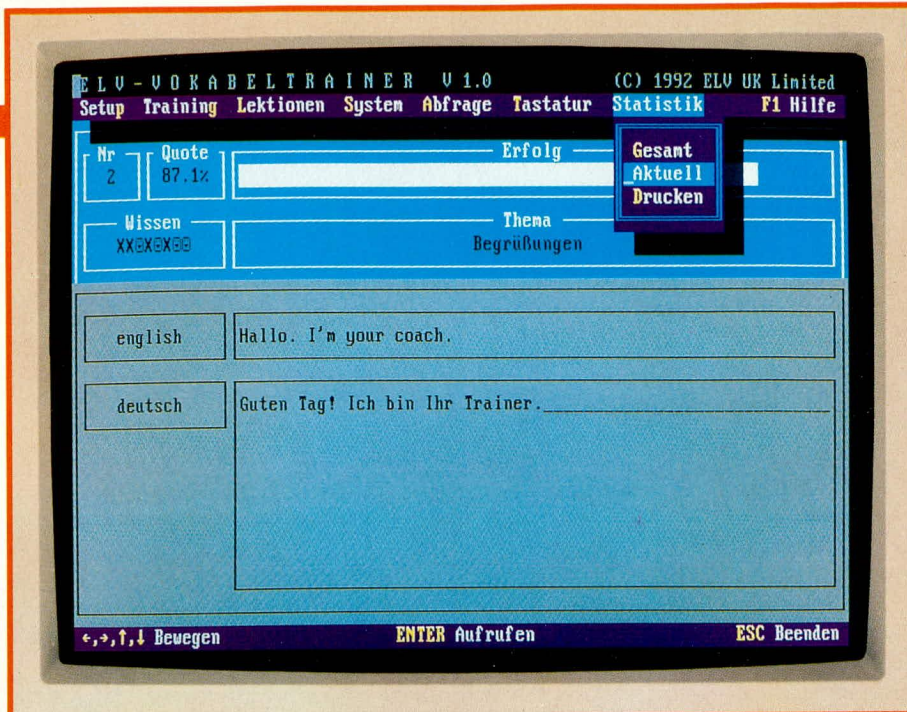 ELV-VOKABELTRAINER V 1.0 (C) 1992 ELV UK Limited
Setup Training Lektionen System Abfrage Tastatur Statistik F1 Hilfe
Nr Quote Erfolg Gesamt
2 87.1% Aktuell
Drucken
Wissen Thema
Begrüßungen
english Hallo. I'm your coach.
deutsch Guten Tag! Ich bin Ihr Trainer.
←,→,↑,↓ Bewegen ENTER Aufrufen ESC Beenden